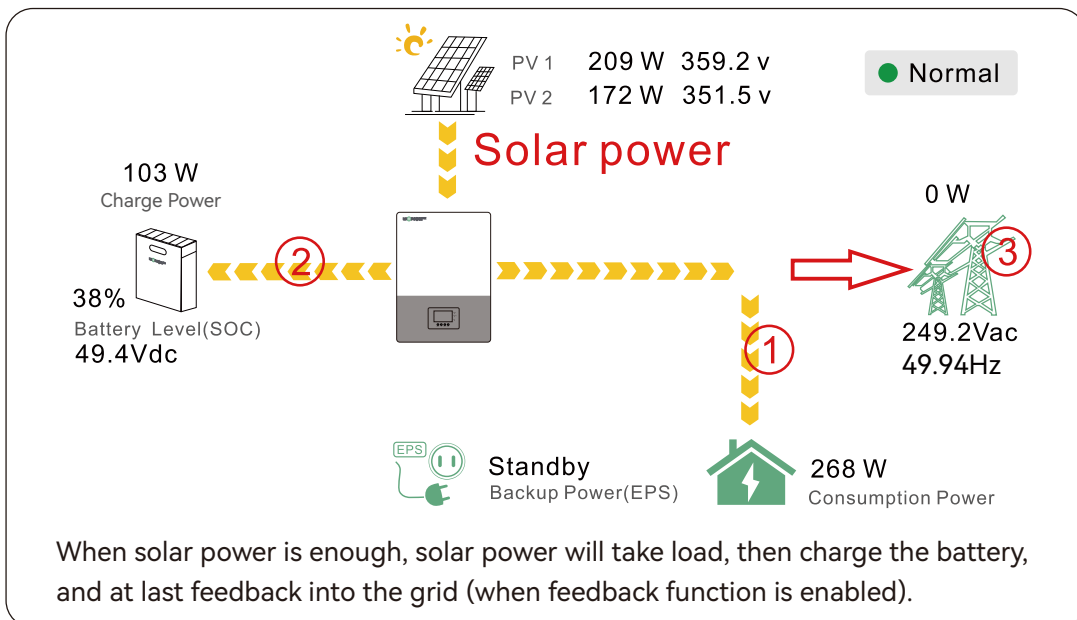 PV 1 209 W 359.2 v
PV 2 172 W 351.5 v
Normal
Solar power
103 W
Charge Power
0 W
2
3
38%
Battery Level(SOC)
49.4Vdc
249.2Vac
49.94Hz
1
EPS
Standby
Backup Power(EPS)
268 W
Consumption Power
When solar power is enough, solar power will take load, then charge the battery,
and at last feedback into the grid (when feedback function is enabled).